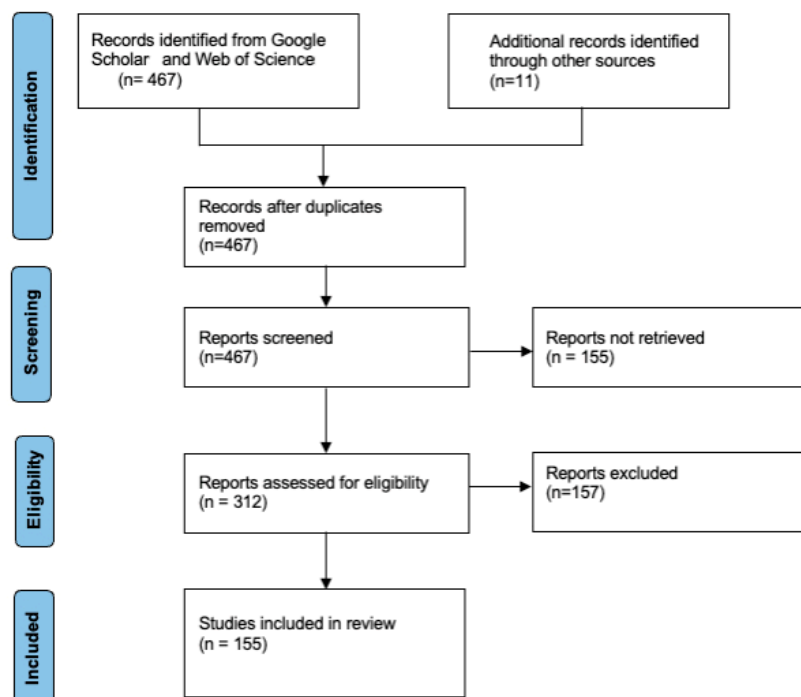 Identification
Records identified from Google
Scholar and Web of Science
(n= 467)
Additional records identified
through other sources
(n=11)
Records after duplicates
removed
(n=467)
Screening
Reports screened
(n=467)
Reports not retrieved
(n = 155)
Eligibility
Reports assessed for eligibility
(n = 312)
Reports excluded
(n=157)
Included
Studies included in review
(n = 155)